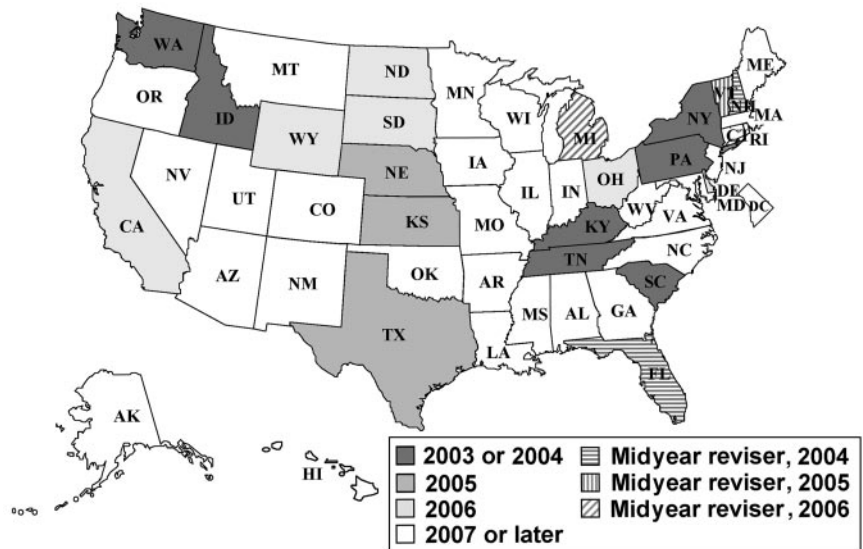 WA
MT
ND
MN
ME
OR
ID
WY
SD
WI
MI
NY
VT
NH
MA
CT
RI
NV
UT
CO
NE
IA
IL
IN
OH
PA
NJ
DE
MD
DC
CA
KS
MO
KY
WV
VA
AZ
NM
OK
AR
TN
NC
SC
TX
LA
MS
AL
GA
FL
AK
HI
2003 or 2004
2005
2006
2007 or later
Midyear reviser, 2004
Midyear reviser, 2005
Midyear reviser, 2006